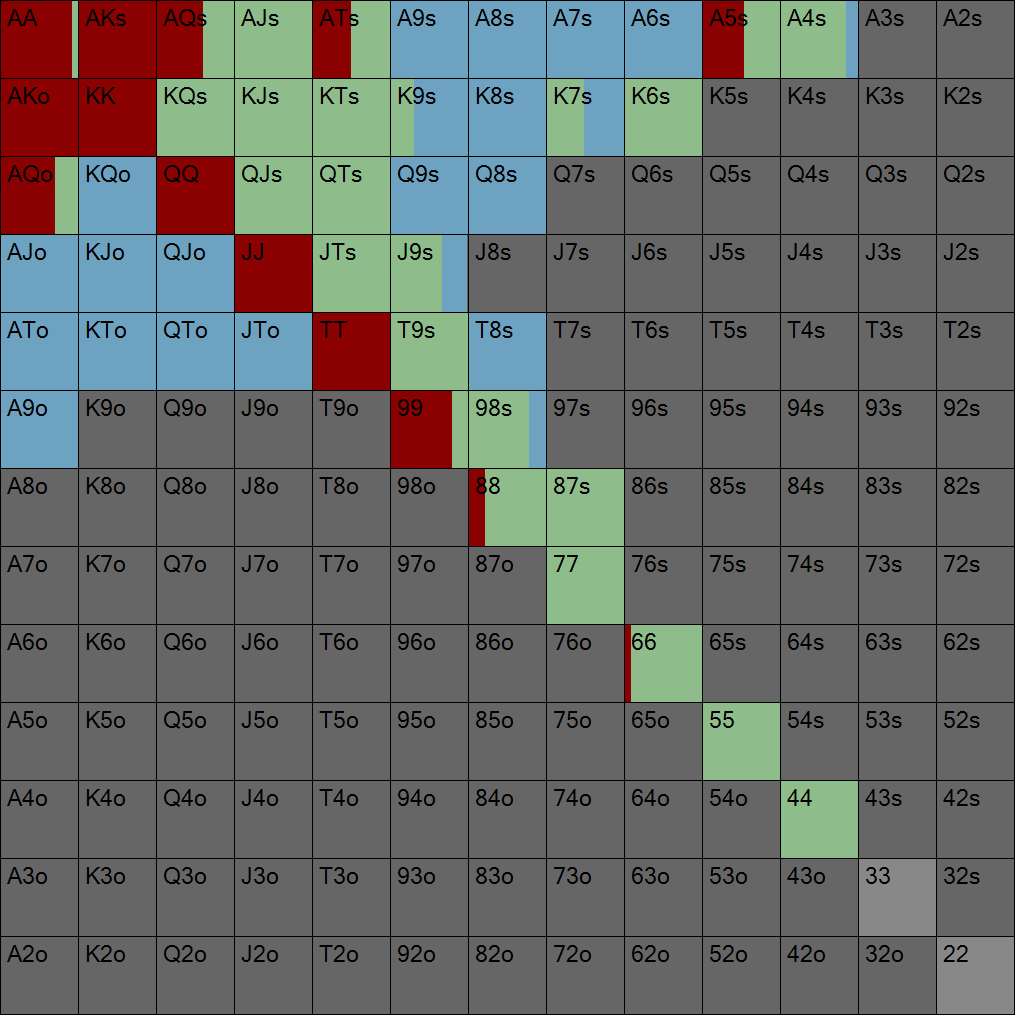 AA AKs AQs AJs ATs A9s A8s A7s A6s A5s A4s A3s A2s
AKo KK KQs KJs KTs K9s K8s K7s K6s K5s K4s K3s K2s
AQo KQo QQ QJs QTs Q9s Q8s Q7s Q6s Q5s Q4s Q3s Q2s
AJo KJo QJo JJ JTs J9s J8s J7s J6s J5s J4s J3s J2s
ATo KTo QTo JTo TT T9s T8s T7s T6s T5s T4s T3s T2s
A9o K9o Q9o J9o T9o 99 98s 97s 96s 95s 94s 93s 92s
A8o K8o Q8o J8o T8o 98o 88 87s 86s 85s 84s 83s 82s
A7o K7o Q7o J7o T7o 97o 87o 77 76s 75s 74s 73s 72s
A6o K6o Q6o J6o T6o 96o 86o 76o 66 65s 64s 63s 62s
A5o K5o Q5o J5o T5o 95o 85o 75o 65o 55 54s 53s 52s
A4o K4o Q4o J4o T4o 94o 84o 74o 64o 54o 44 43s 42s
A3o K3o Q3o J3o T3o 93o 83o 73o 63o 53o 43o 33 32s
A2o K2o Q2o J2o T2o 92o 82o 72o 62o 52o 42o 32o 22